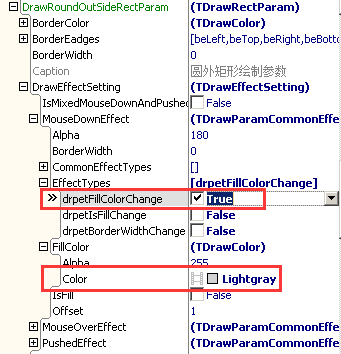 DrawRoundOutSideRectParam (TDrawRectParam)
BorderColor (TDrawColor)
BorderEadges [beLeft,beTop,beRight,beBotto
BorderWidth 0
Caption 圆外矩形绘制参数
DrawEffectSetting (TDrawEffectSetting)
IsMixedMouseDownAndPushed False
MouseDownEffect (TDrawParamCommonEffe
Alpha 180
BorderWidth 0
CommonEffectTypes []
EffectTypes [drpetFillColorChange]
drpetFillColorChange True
drpetIsFillChange False
drpetBorderWidthChange False
FillColor (TDrawColor)
Alpha 255
Color Lightgray
IsFill False
Offset 1
MouseOverEffect (TDrawParamCommonEffe
PushedEffect (TDrawParamCommonEffe